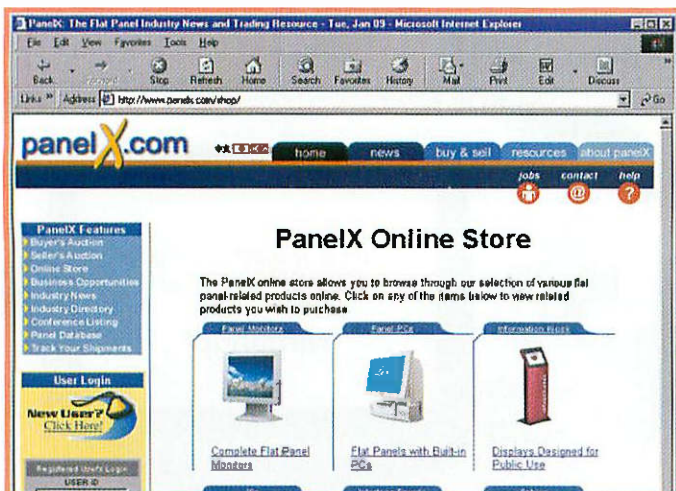 PanelX: The Flat Panel Industry News and Trading Resource - Tue, Jan 09 - Microsoft Internet Explorer
File Edit View Favorites Tools Help
Back Forward Stop Refresh Home Search Favorites History Mail Print Edit Discuss
Links » Address http://www.panelx.com/shop/ Go
panelX.com
home news buy & sell resources about panelX
jobs contact help
PanelX Features
Buyer's Auction
Seller's Auction
Online Store
Business Opportunities
Industry News
Industry Directory
Conference Listing
Panel Database
Track Your Shipments
User Login
New User?
Click Here!
Registered Users Login
USER ID
PanelX Online Store
The PanelX online store allows you to browse through our selection of various flat
panel-related products online. Click on any of the items below to view related
products you wish to purchase
Panel Monitors Panel PCs Information Kiosk
Complete Flat Panel
Monitors
Flat Panels with Built-in
PCs
Displays Designed for
Public Use